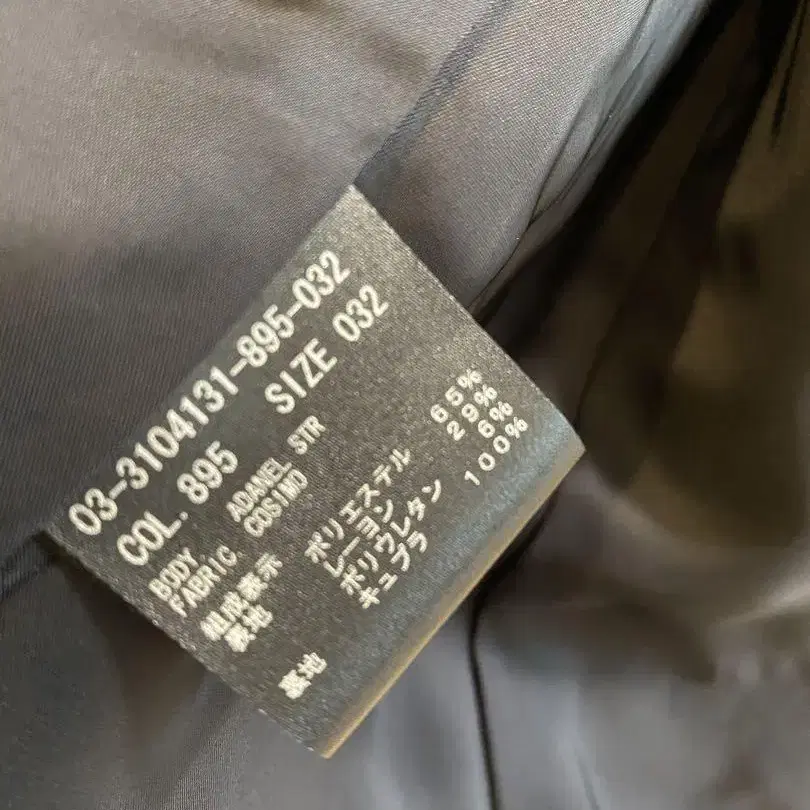 03-3104131-895-032
COL. 895 SIZE 032
BODY ADANEL STR
FABRIC COSIMO
組成表示
表地 ポリエステル 65%
レーヨン 29%
ポリウレタン 6%
裏地 キュプラ 100%